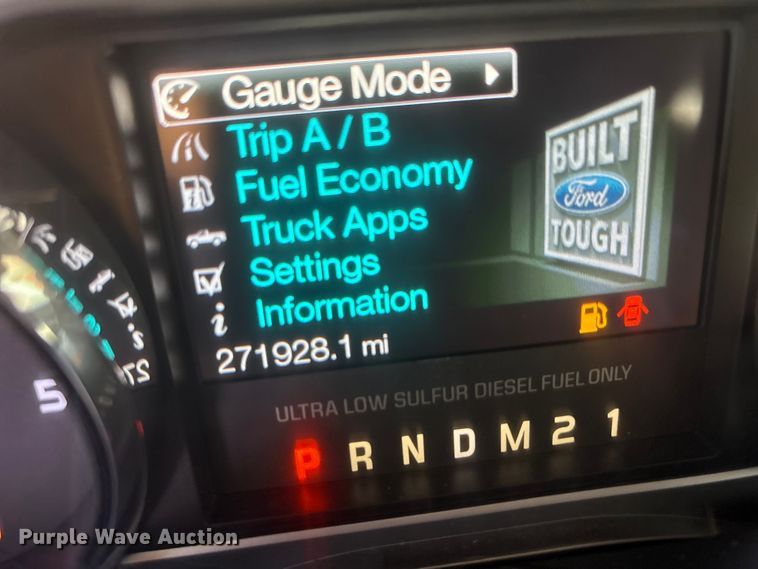 Gauge Mode
Trip A / B
Fuel Economy
Truck Apps
Settings
Information
271928.1 mi
BUILT
Ford
TOUGH
ULTRA LOW SULFUR DIESEL FUEL ONLY
P R N D M 2 1
5
Purple Wave Auction